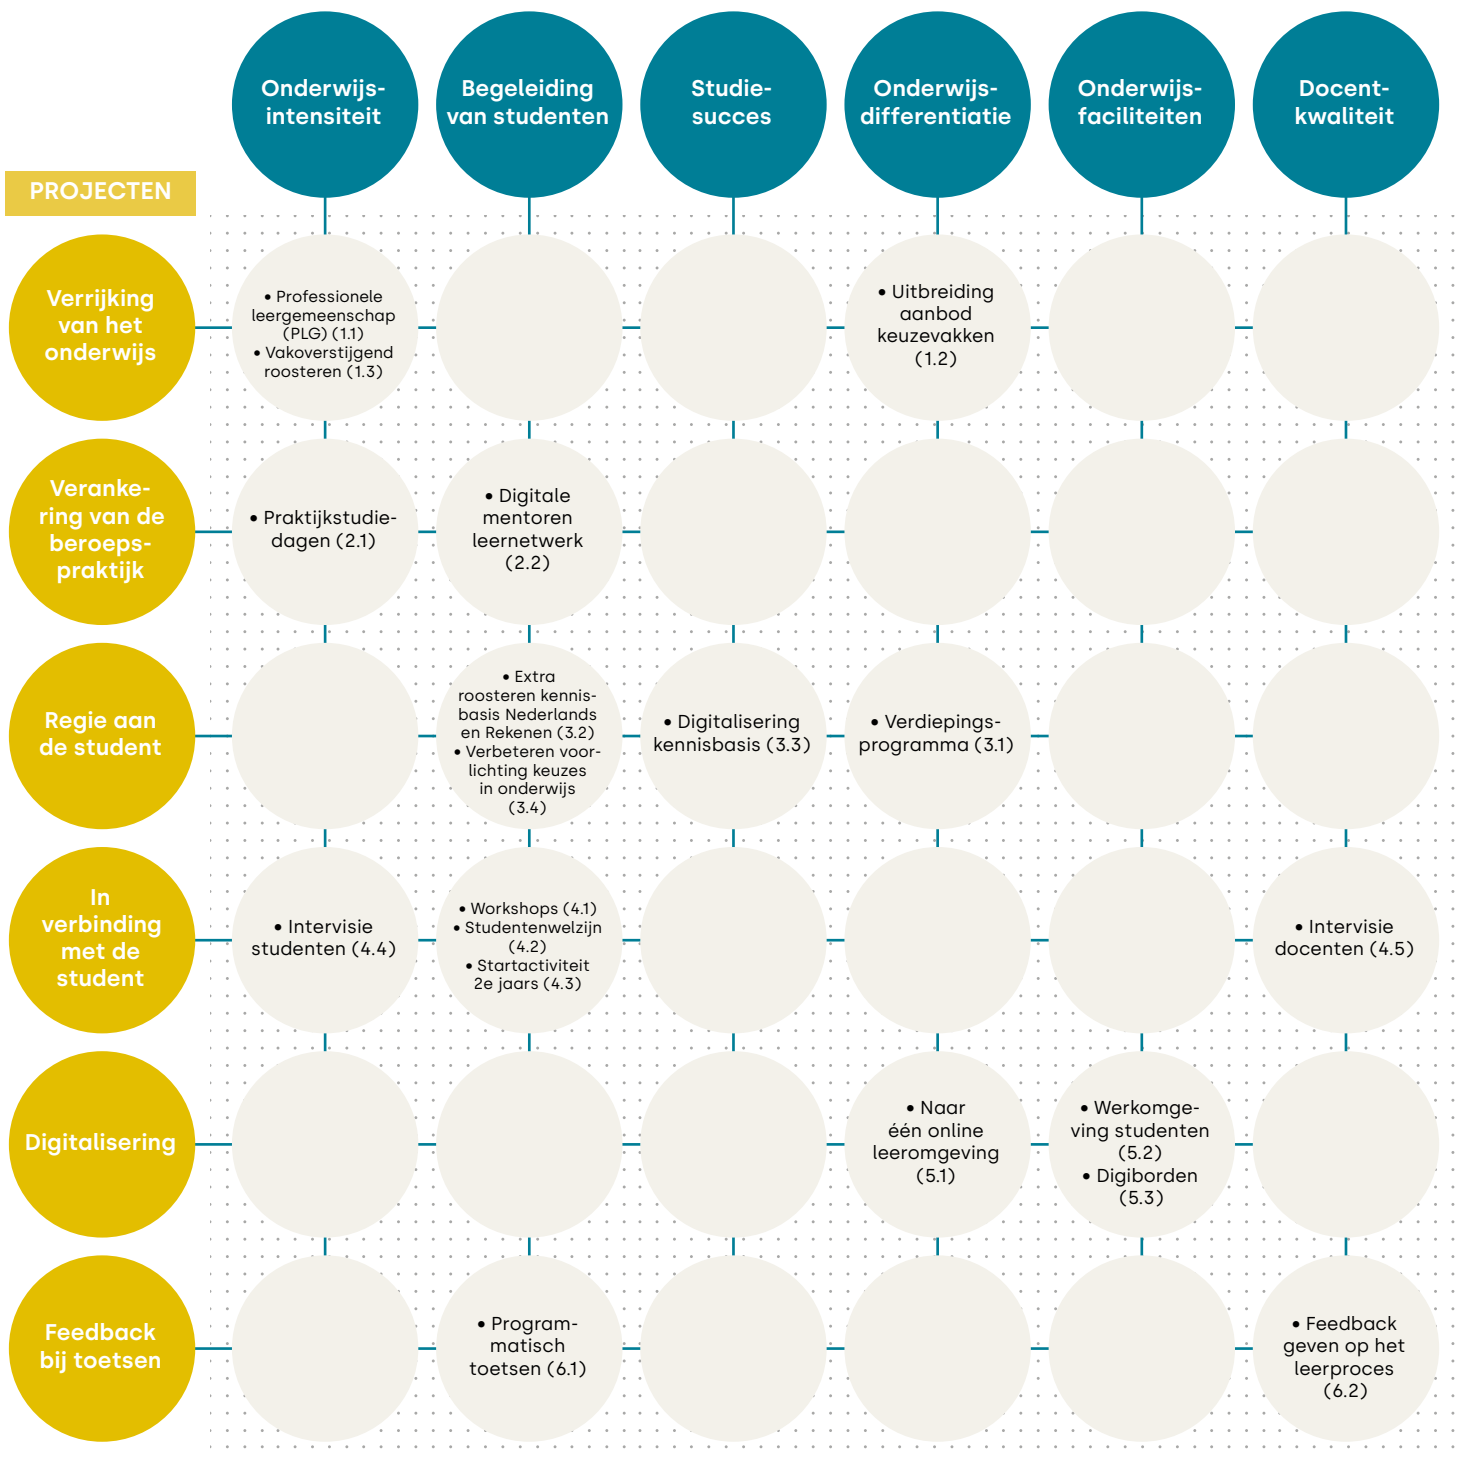 Onderwijs-
intensiteit
Begeleiding
van studenten
Studie-
succes
Onderwijs-
differentiatie
Onderwijs-
faciliteiten
Docent-
kwaliteit
PROJECTEN
Verrijking
van het
onderwijs
• Professionele
leergemeenschap
(PLG) (1.1)
• Vakoverstijgend
roosteren (1.3)
• Uitbreiding
aanbod
keuzevakken
(1.2)
Veranke-
ring van de
beroeps-
praktijk
• Praktijkstudie-
dagen (2.1)
• Digitale
mentoren
leernetwerk
(2.2)
Regie aan
de student
• Extra
roosteren kennis-
basis Nederlands
en Rekenen (3.2)
• Verbeteren voor-
lichting keuzes
in onderwijs
(3.4)
• Digitalisering
kennisbasis (3.3)
• Verdiepings-
programma (3.1)
In
verbinding
met de
student
• Intervisie
studenten (4.4)
• Workshops (4.1)
• Studentenwelzijn
(4.2)
• Startactiviteit
2e jaars (4.3)
• Intervisie
docenten (4.5)
Digitalisering
• Naar
één online
leeromgeving
(5.1)
• Werkomge-
ving studenten
(5.2)
• Digiborden
(5.3)
Feedback
bij toetsen
• Program-
matisch
toetsen (6.1)
• Feedback
geven op het
leerproces
(6.2)